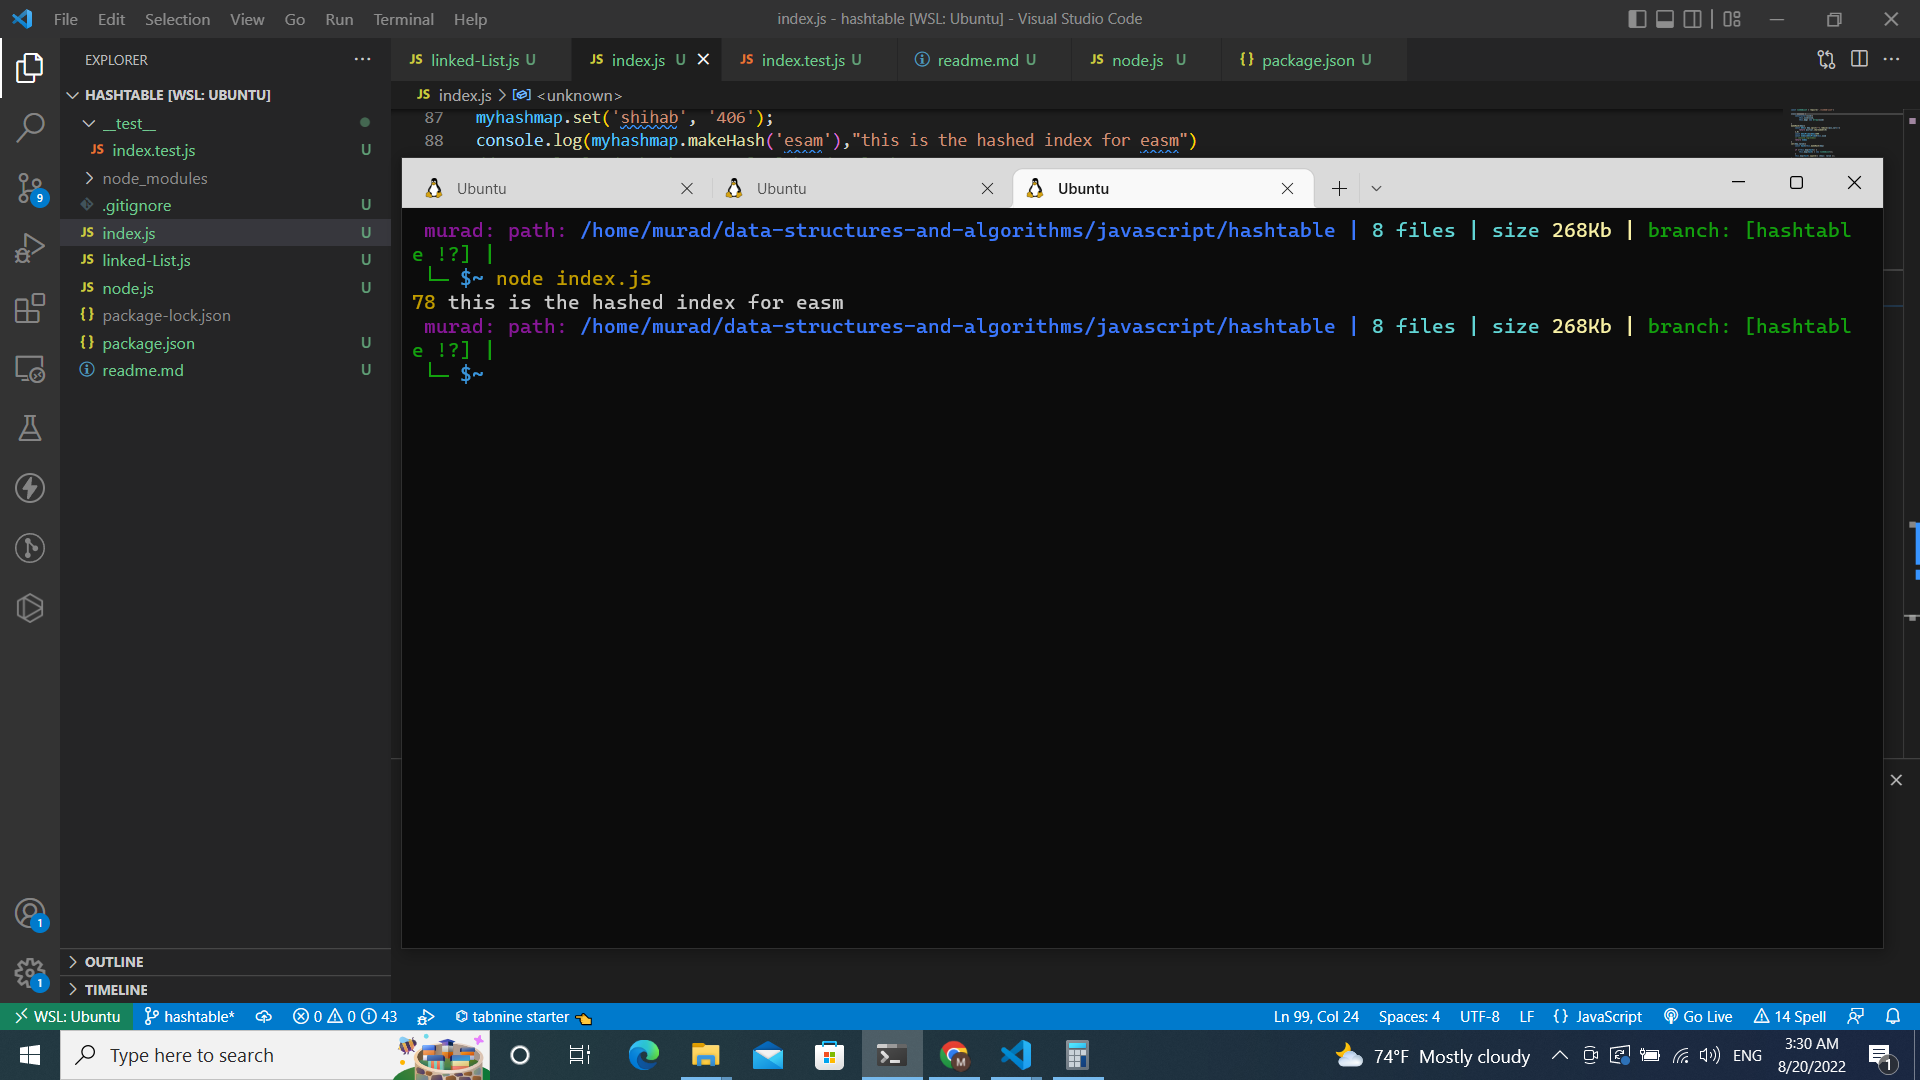 File Edit Selection View Go Run Terminal Help
index.js - hashtable [WSL: Ubuntu] - Visual Studio Code
EXPLORER
HASHTABLE [WSL: UBUNTU]
__test__
JS index.test.js U
node_modules
.gitignore U
JS index.js U
JS linked-List.js U
JS node.js U
{} package-lock.json
{} package.json U
readme.md U
OUTLINE
TIMELINE
9
1
1
JS linked-List.js U
JS index.js U
JS index.test.js U
readme.md U
JS node.js U
{} package.json U
JS index.js > <unknown>
87 myhashmap.set('shihab', '406');
88 console.log(myhashmap.makeHash('esam'),"this is the hashed index for easm")
Ubuntu
Ubuntu
Ubuntu
murad: path: /home/murad/data-structures-and-algorithms/javascript/hashtable | 8 files | size 268Kb | branch: [hashtabl
e !?] |
└─ $~ node index.js
78 this is the hashed index for easm
murad: path: /home/murad/data-structures-and-algorithms/javascript/hashtable | 8 files | size 268Kb | branch: [hashtabl
e !?] |
└─ $~
WSL: Ubuntu hashtable* 0 0 43 tabnine starter
Ln 99, Col 24 Spaces: 4 UTF-8 LF {} JavaScript Go Live 14 Spell
Type here to search
M
74°F Mostly cloudy
ENG
3:30 AM
8/20/2022
1